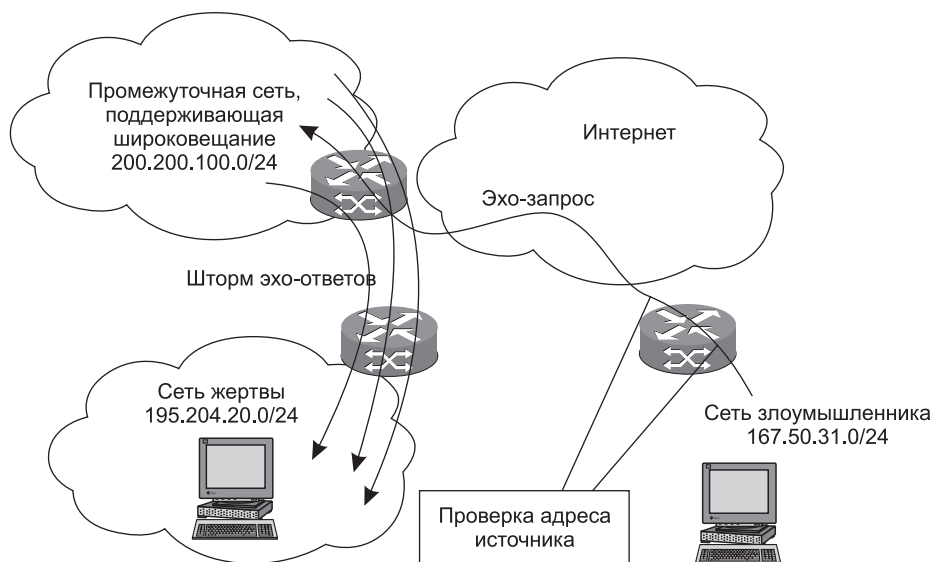 Промежуточная сеть,
поддерживающая
широковещание
200.200.100.0/24
Интернет
Эхо-запрос
Шторм эхо-ответов
Сеть жертвы
195.204.20.0/24
Сеть злоумышленника
167.50.31.0/24
Проверка адреса
источника